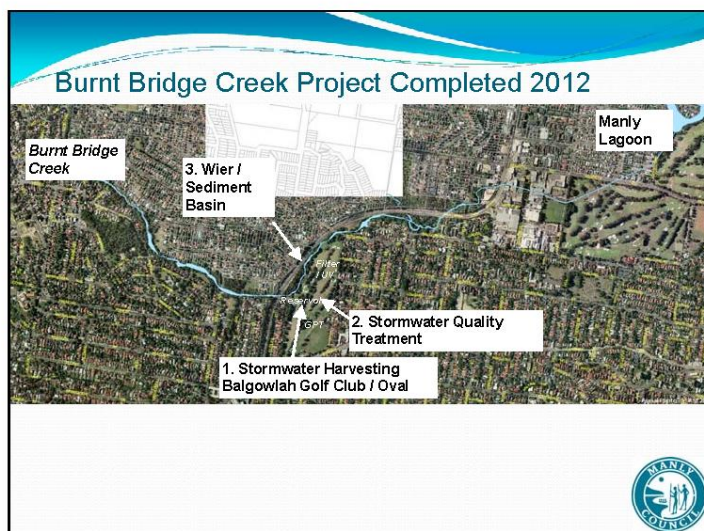 Burnt Bridge Creek Project Completed 2012
Burnt Bridge
Creek
3. Wier /
Sediment
Basin
Manly
Lagoon
Filter
/ UV
Reservoir
GPT
2. Stormwater Quality
Treatment
1. Stormwater Harvesting
Balgowlah Golf Club / Oval
MANLY
COUNCIL